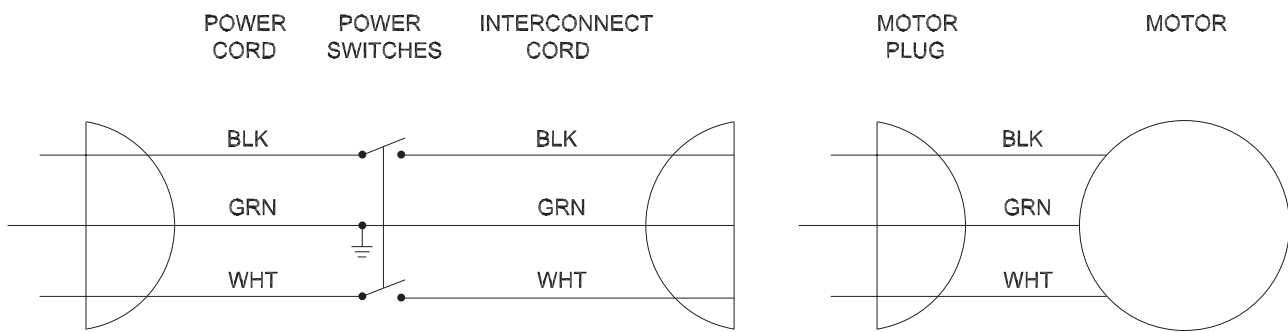 POWER
CORD
POWER
SWITCHES
INTERCONNECT
CORD
MOTOR
PLUG
MOTOR
BLK
BLK
BLK
GRN
GRN
GRN
WHT
WHT
WHT